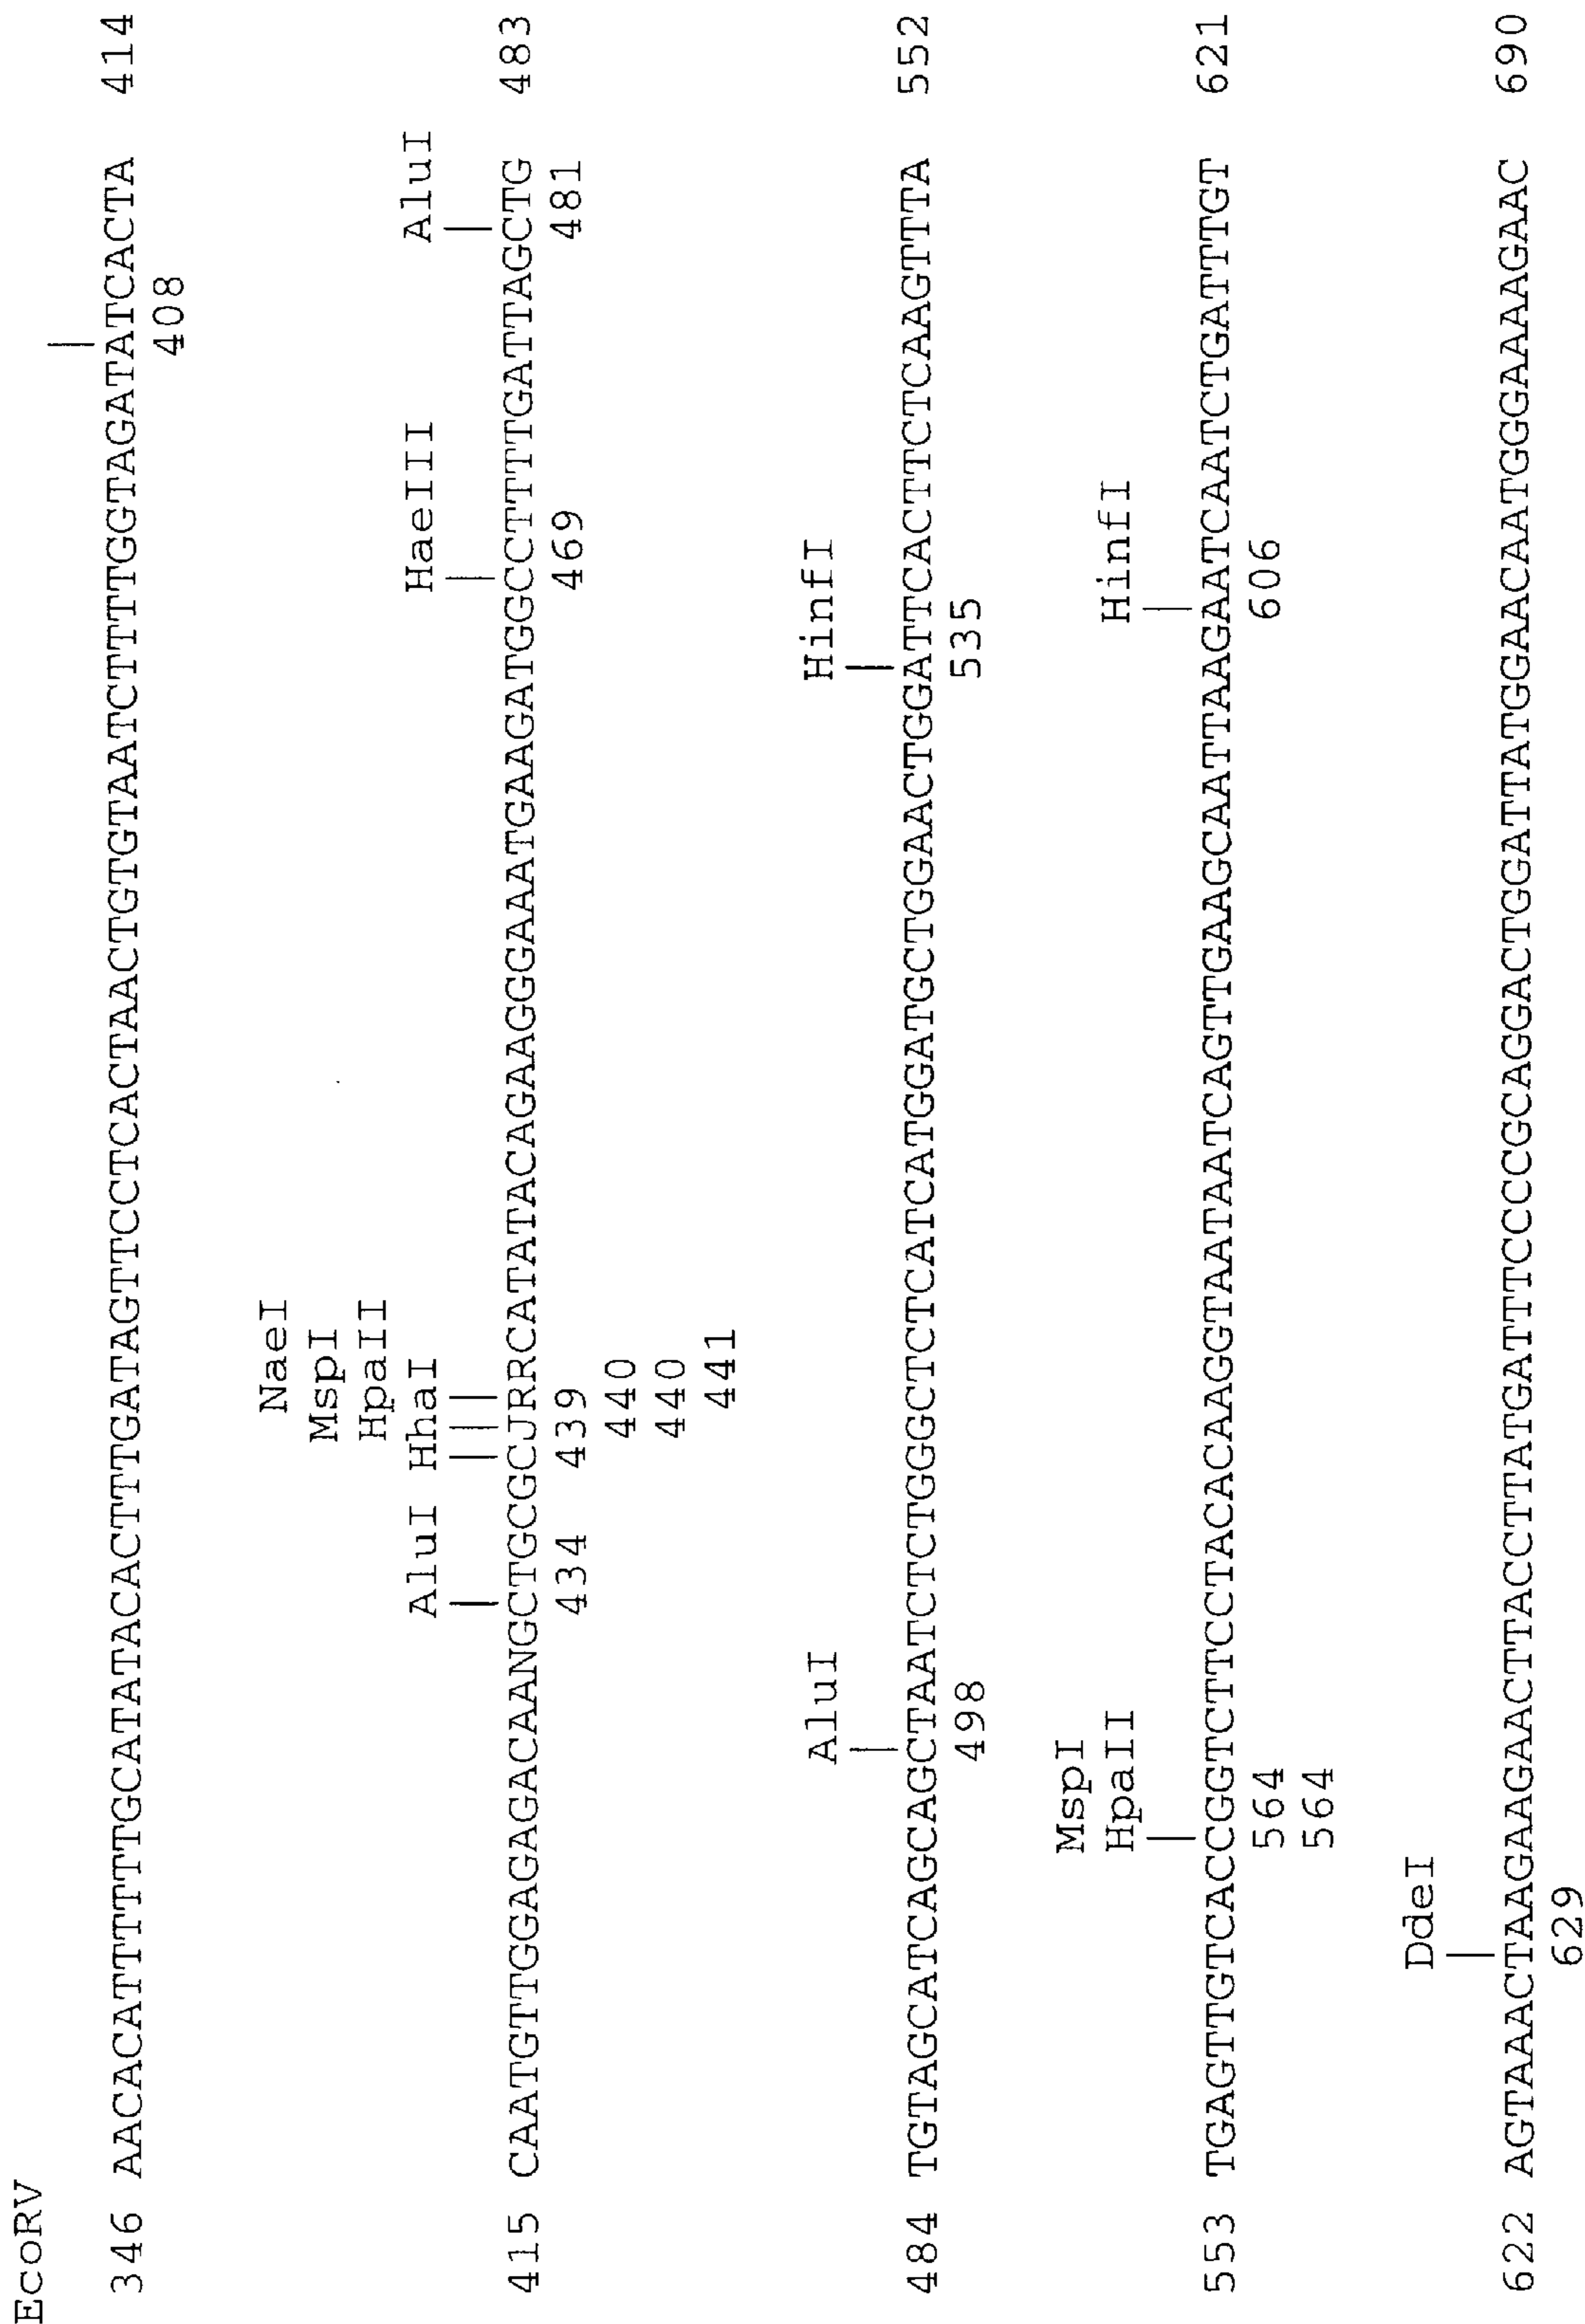 EcoRV
346 AACACATTTTTTGCATATACACTTTGATAGTTCCTCACTAACTGTGTAATCTTTTGGTAGATATCACTA 414
408
NaeI
MspI
HpaII
AluI HhaI HaeIII AluI
415 CAATGTTGGAGAGACAANGCTGCGCJRRCATATACAGAAGGGAAATGAAGATGGCCTTTTGATTAGCTG 483
434 439 469 481
440
440
441
AluI HinfI
484 TGTAGCATCAGCAGCTAATCTCTGGGCTCTCATCATGGATGCTGGAACTGGATTCACTTCTCAAGTTTA 552
498 535
MspI
HpaII HinfI
553 TGAGTTGTCACCGGTCTTCCTACACAAGGTAATAATCAGTTGAAGCAATTAAGAATCAATCTGATTTGT 621
564 606
564
DdeI
622 AGTAAACTAAGAAGAACTTACCTTATGATTTCCCCGCAGGACTGGATTATGGAACAATGGGAAAAGAAC 690
629